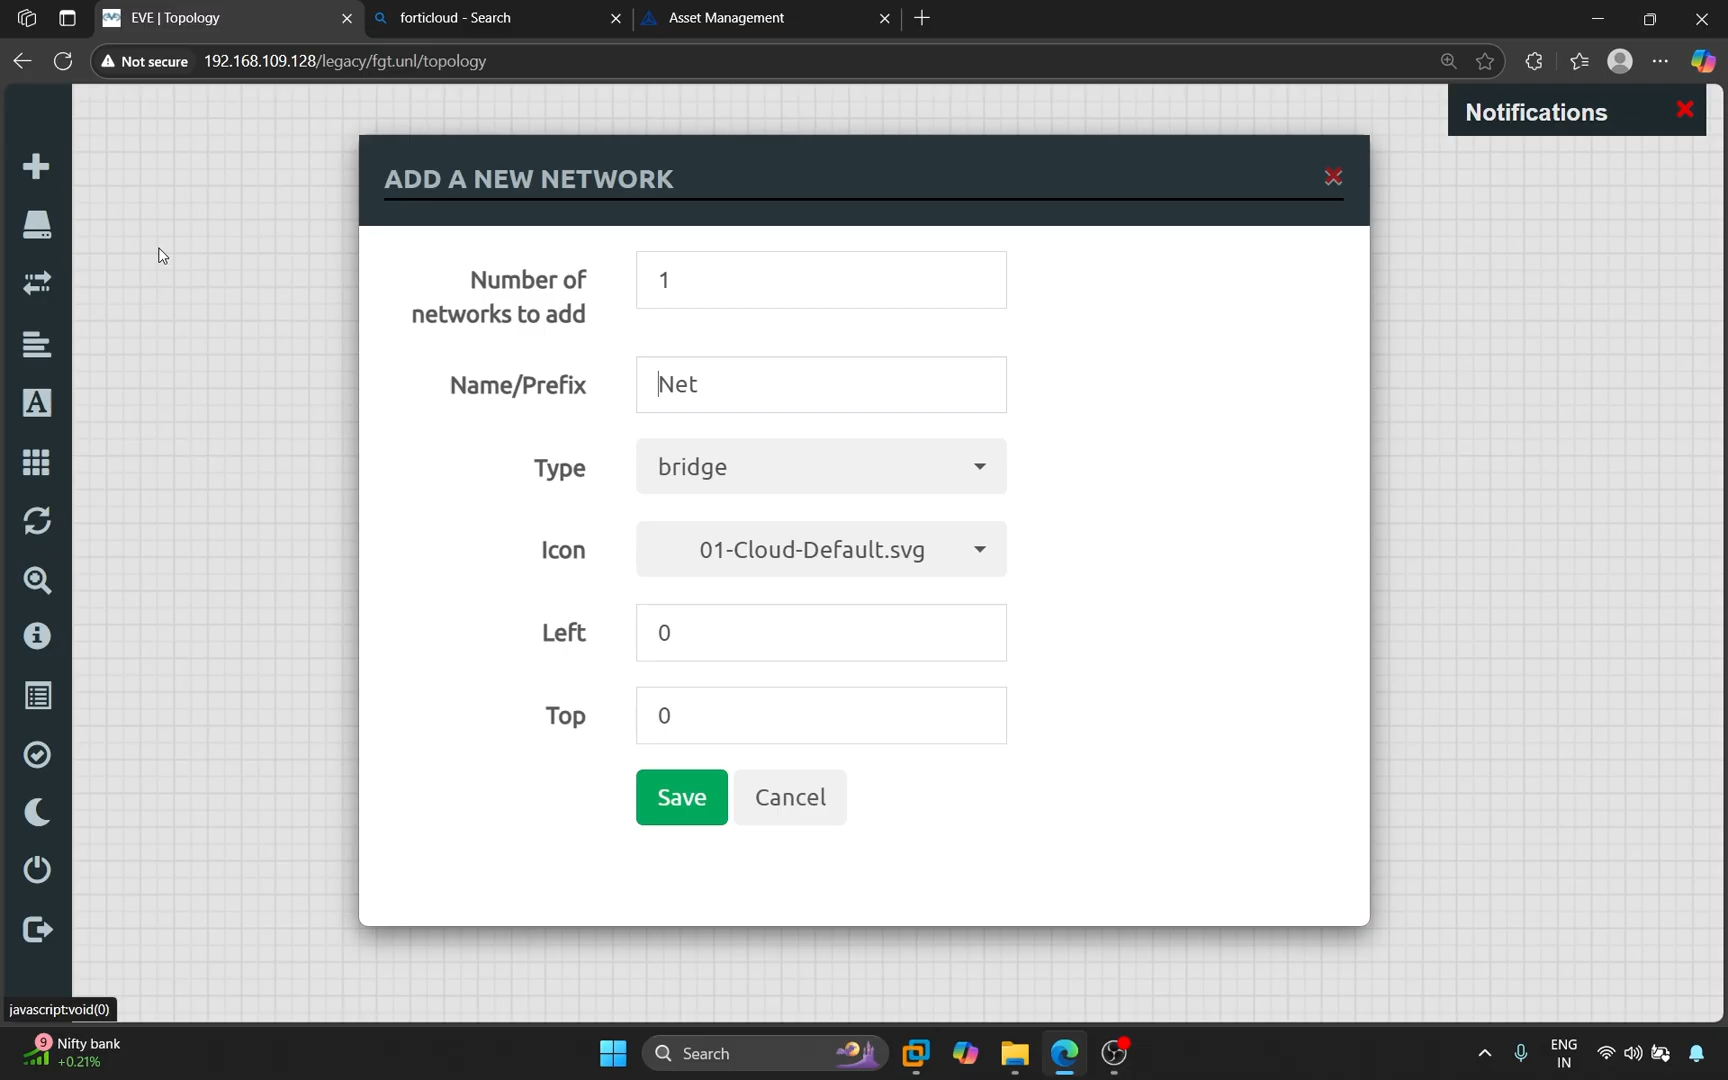 EVE | Topology
forticloud - Search
Asset Management
Not secure
192.168.109.128/legacy/fgt.unl/topology
Notifications
ADD A NEW NETWORK
Number of
networks to add
1
Name/Prefix
Net
Type
bridge
Icon
01-Cloud-Default.svg
Left
0
Top
0
Save
Cancel
javascript:void(0)
9
Nifty bank
+0.21%
Search
ENG
IN